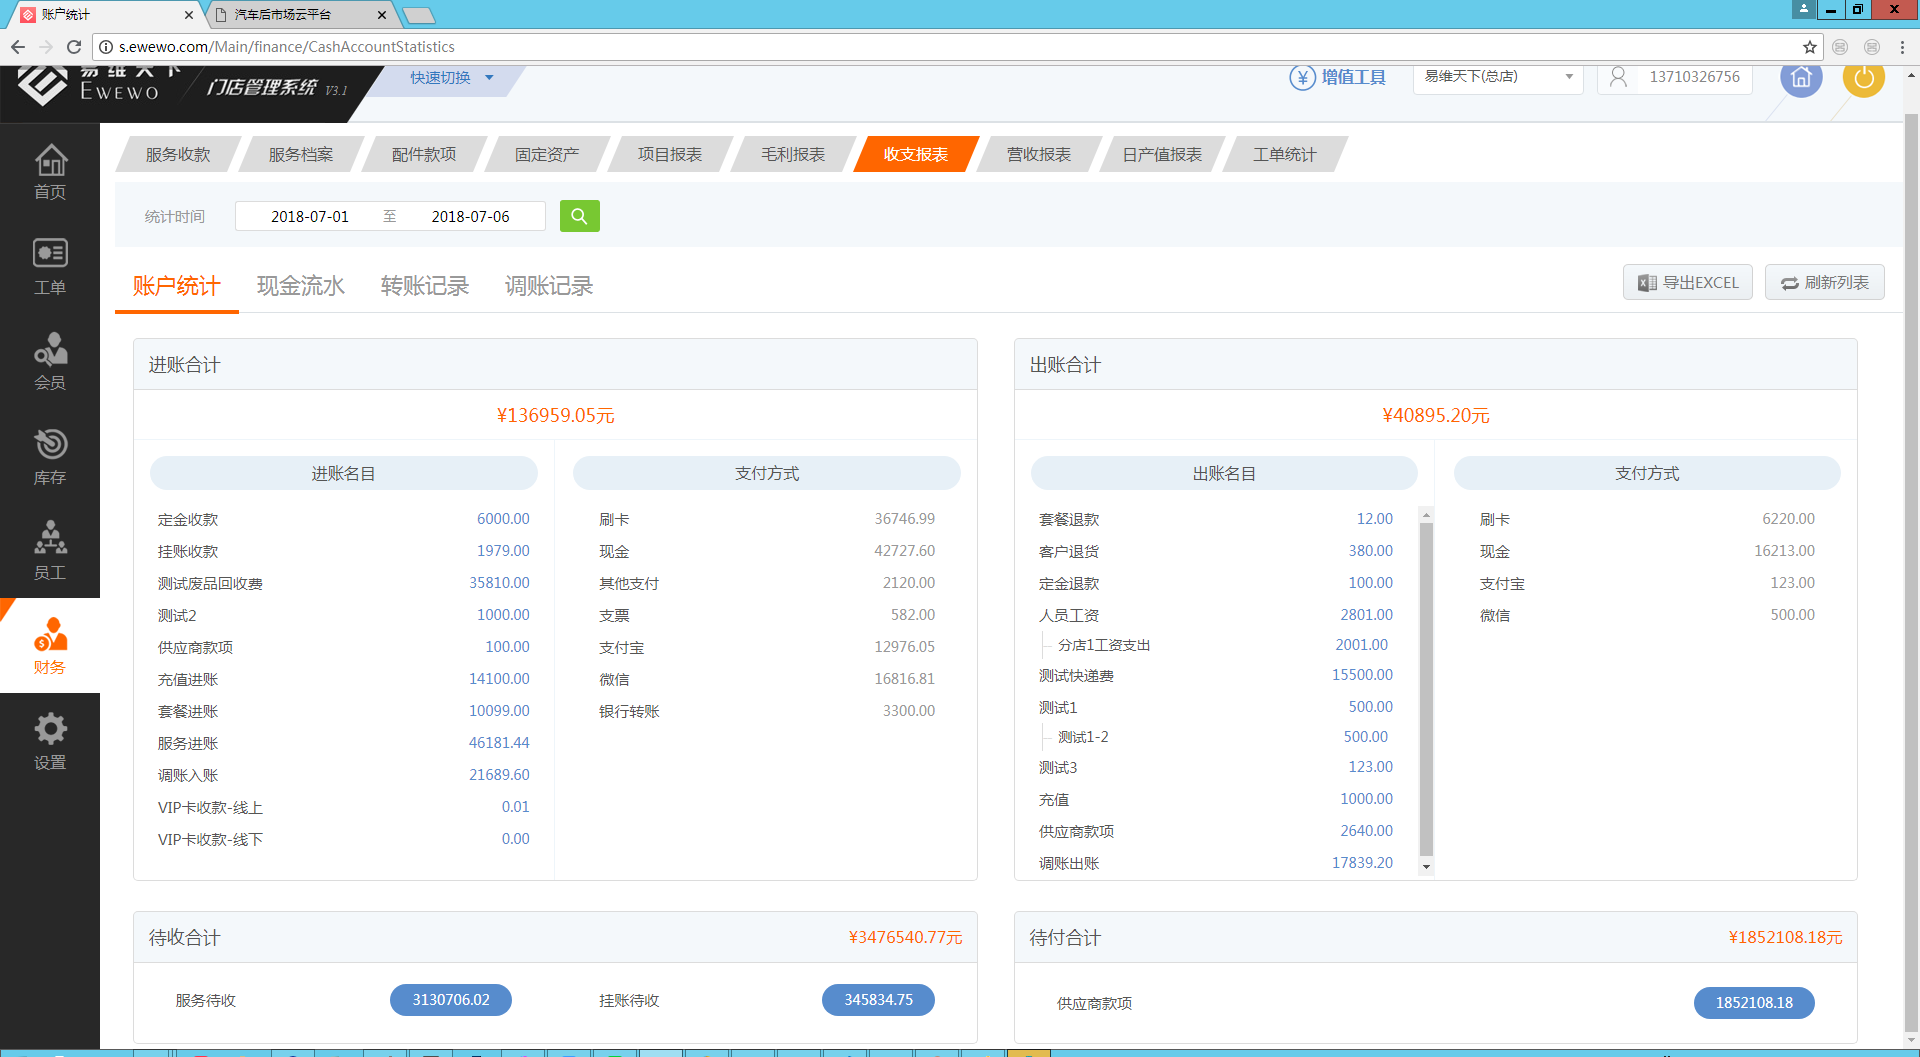 账户统计
汽车后市场云平台
s.ewewo.com/Main/finance/CashAccountStatistics
易维天下
EWEWO
门店管理系统 V3.1
快速切换
增值工具
易维天下(总店)
13710326756
首页
工单
会员
库存
员工
财务
设置
服务收款 服务档案 配件款项 固定资产 项目报表 毛利报表 收支报表 营收报表 日产值报表 工单统计
统计时间 2018-07-01 至 2018-07-06
账户统计 现金流水 转账记录 调账记录
导出EXCEL 刷新列表
进账合计
¥136959.05元
进账名目
定金收款 6000.00
挂账收款 1979.00
测试废品回收费 35810.00
测试2 1000.00
供应商款项 100.00
充值进账 14100.00
套餐进账 10099.00
服务进账 46181.44
调账入账 21689.60
VIP卡收款-线上 0.01
VIP卡收款-线下 0.00
支付方式
刷卡 36746.99
现金 42727.60
其他支付 2120.00
支票 582.00
支付宝 12976.05
微信 16816.81
银行转账 3300.00
出账合计
¥40895.20元
出账名目
套餐退款 12.00
客户退货 380.00
定金退款 100.00
人员工资 2801.00
分店1工资支出 2001.00
测试快递费 15500.00
测试1 500.00
测试1-2 500.00
测试3 123.00
充值 1000.00
供应商款项 2640.00
调账出账 17839.20
支付方式
刷卡 6220.00
现金 16213.00
支付宝 123.00
微信 500.00
待收合计 ¥3476540.77元
服务待收 3130706.02 挂账待收 345834.75
待付合计 ¥1852108.18元
供应商款项 1852108.18